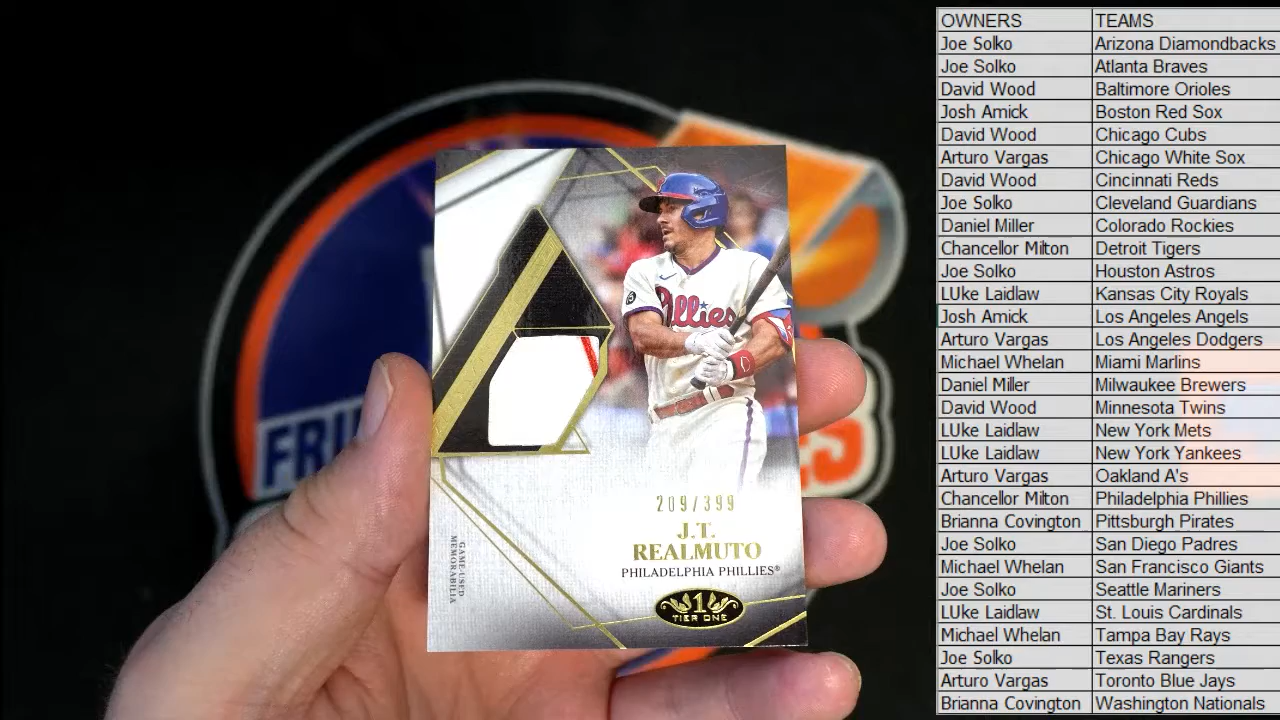 OWNERS TEAMS
Joe Solko Arizona Diamondbacks
Joe Solko Atlanta Braves
David Wood Baltimore Orioles
Josh Amick Boston Red Sox
David Wood Chicago Cubs
Arturo Vargas Chicago White Sox
David Wood Cincinnati Reds
Joe Solko Cleveland Guardians
Daniel Miller Colorado Rockies
Chancellor Milton Detroit Tigers
Joe Solko Houston Astros
LUke Laidlaw Kansas City Royals
Josh Amick Los Angeles Angels
Arturo Vargas Los Angeles Dodgers
Michael Whelan Miami Marlins
Daniel Miller Milwaukee Brewers
David Wood Minnesota Twins
LUke Laidlaw New York Mets
LUke Laidlaw New York Yankees
Arturo Vargas Oakland A's
Chancellor Milton Philadelphia Phillies
Brianna Covington Pittsburgh Pirates
Joe Solko San Diego Padres
Michael Whelan San Francisco Giants
Joe Solko Seattle Mariners
LUke Laidlaw St. Louis Cardinals
Michael Whelan Tampa Bay Rays
Joe Solko Texas Rangers
Arturo Vargas Toronto Blue Jays
Brianna Covington Washington Nationals
Phillies
209/399
J.T.
REALMUTO
PHILADELPHIA PHILLIES®
1
TIER ONE
GAME-USED
MEMORABILIA